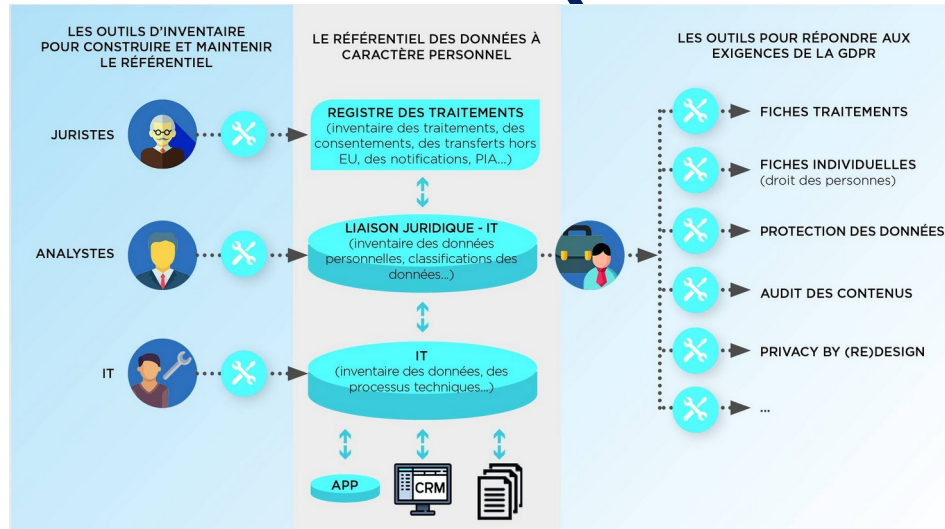 LES OUTILS D'INVENTAIRE
POUR CONSTRUIRE ET MAINTENIR
LE RÉFÉRENTIEL
LE RÉFÉRENTIEL DES DONNÉES À
CARACTÈRE PERSONNEL
LES OUTILS POUR RÉPONDRE AUX
EXIGENCES DE LA GDPR
JURISTES
REGISTRE DES TRAITEMENTS
(inventaire des traitements, des
consentements, des transferts hors
EU, des notifications, PIA...)
ANALYSTES
LIAISON JURIDIQUE - IT
(inventaire des données
personnelles, classifications des
données...)
IT
IT
(inventaire des données, des
processus techniques...)
APP
CRM
FICHES TRAITEMENTS
FICHES INDIVIDUELLES
(droit des personnes)
PROTECTION DES DONNÉES
AUDIT DES CONTENUS
PRIVACY BY (RE)DESIGN
...